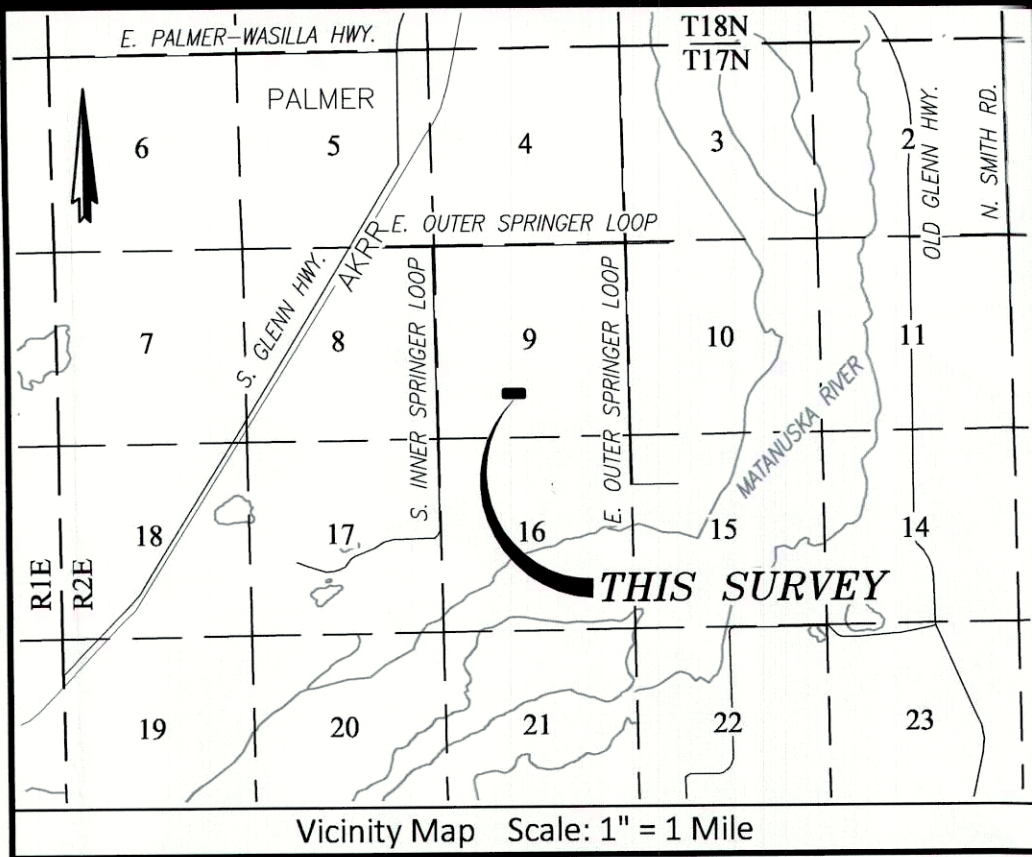 E. PALMER-WASILLA HWY.
T18N
T17N
PALMER
6
5
4
3
2
OLD GLENN HWY.
N. SMITH RD.
E. OUTER SPRINGER LOOP
AKRR
S. GLENN HWY.
7
8
S. INNER SPRINGER LOOP
9
E. OUTER SPRINGER LOOP
10
MATANUSKA RIVER
11
18
17
16
15
14
R1E
R2E
THIS SURVEY
19
20
21
22
23
Vicinity Map Scale: 1" = 1 Mile